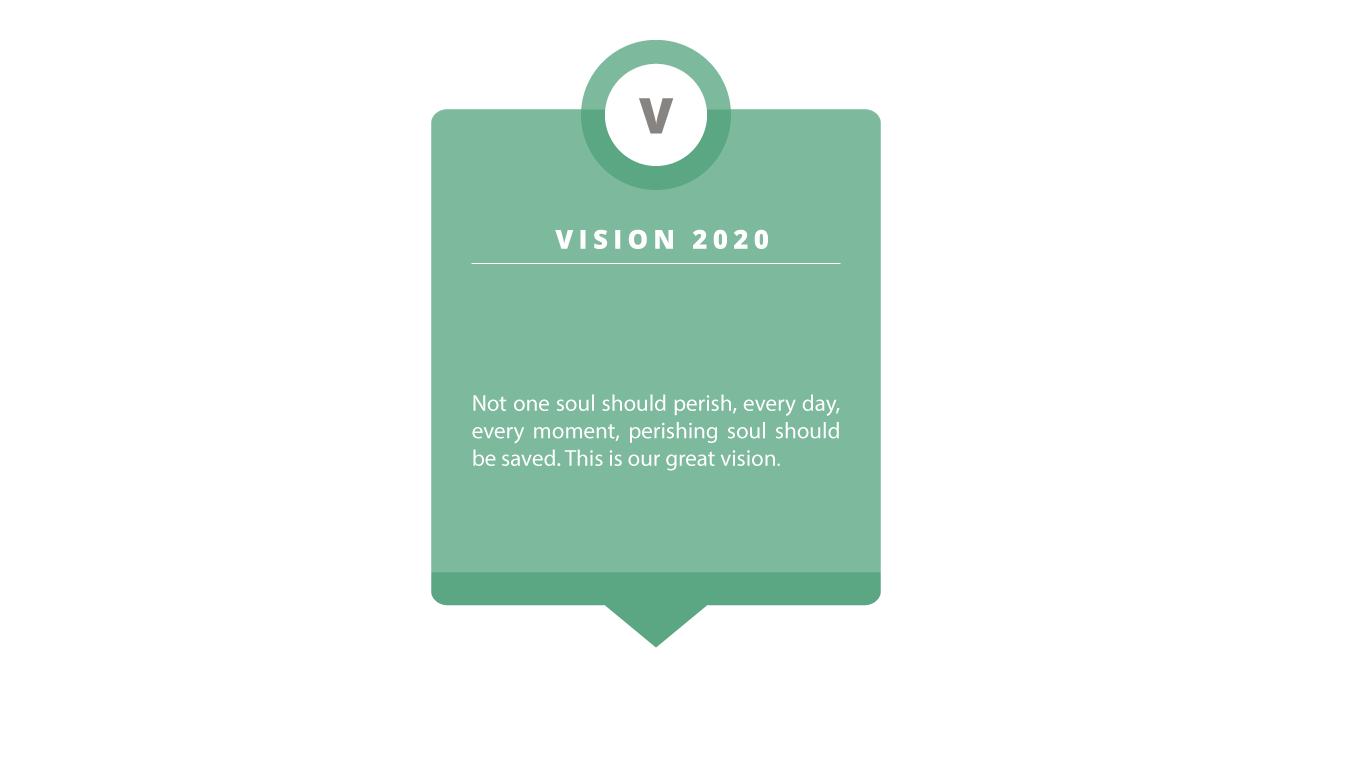 V
VISION 2020
Not one soul should perish, every day,
every moment, perishing soul should
be saved. This is our great vision.